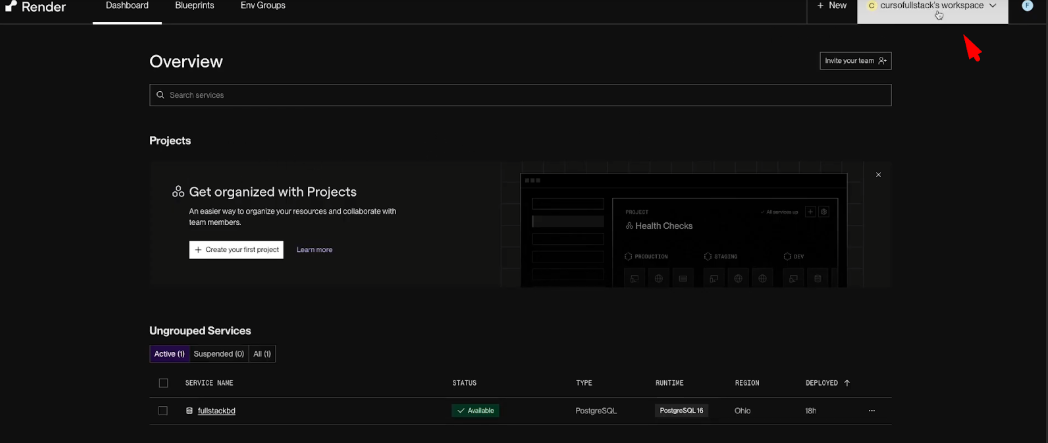 Render Dashboard Blueprints Env Groups + New C cursofullstack's workspace F
Overview
Invite your team
Search services
Projects
Get organized with Projects
An easier way to organize your resources and collaborate with
team members.
+ Create your first project Learn more
PROJECT
All services up
Health Checks
PRODUCTION STAGING DEV
Ungrouped Services
Active (1) Suspended (0) All (1)
SERVICE NAME STATUS TYPE RUNTIME REGION DEPLOYED
fullstackbd Available PostgreSQL PostgreSQL 16 Ohio 18h